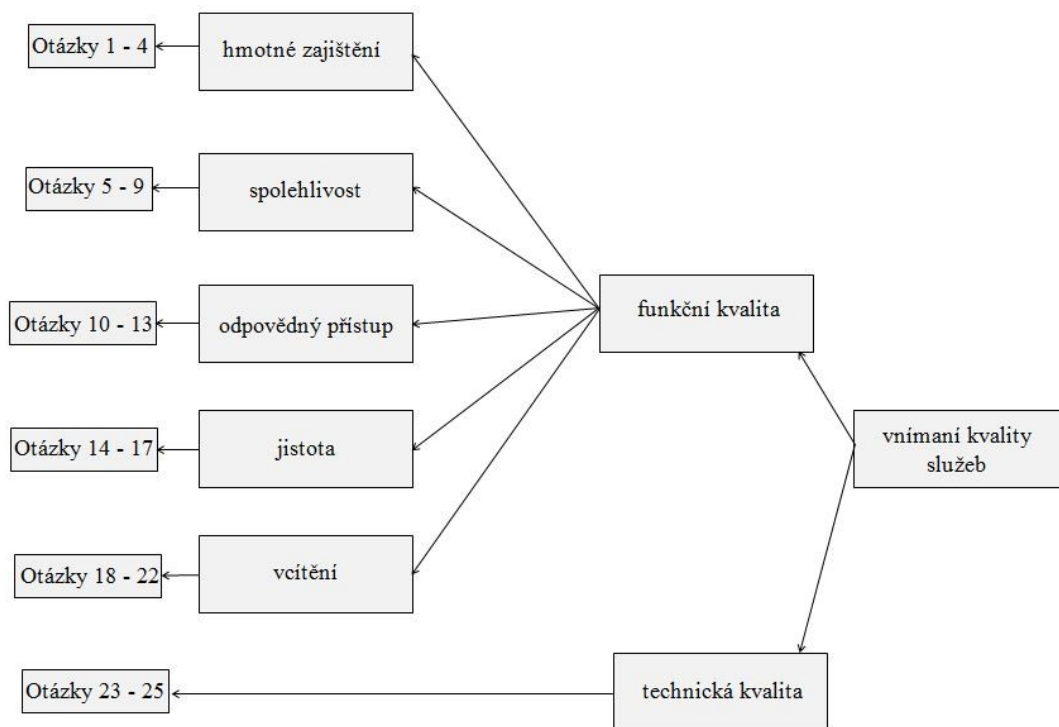 Otázky 1 - 4
hmotné zajištění
Otázky 5 - 9
spolehlivost
Otázky 10 - 13
odpovědný přístup
funkční kvalita
Otázky 14 - 17
jistota
vnímaní kvality
služeb
Otázky 18 - 22
vcítění
Otázky 23 - 25
technická kvalita